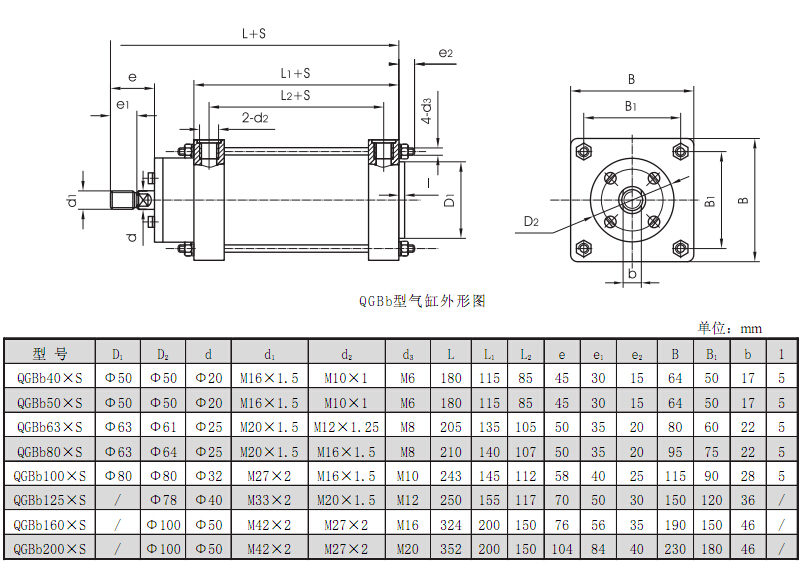 L+S
e2
e
L1+S
B
e1
L2+S
B1
2-d2
4-d3
d1
d
l
D1
D2
B1
B
b
QGBb型气缸外形图
单位：mm
型 号 D₁ D₂ d d₁ d₂ d₃ L L₁ L₂ e e₁ e₂ B B₁ b l
QGBb40×S Φ50 Φ50 Φ20 M16×1.5 M10×1 M6 180 115 85 45 30 15 64 50 17 5
QGBb50×S Φ50 Φ50 Φ20 M16×1.5 M10×1 M6 180 115 85 45 30 15 64 50 17 5
QGBb63×S Φ63 Φ61 Φ25 M20×1.5 M12×1.25 M8 205 135 105 50 35 20 80 60 22 5
QGBb80×S Φ63 Φ64 Φ25 M20×1.5 M16×1.5 M8 210 140 107 50 35 20 95 75 22 5
QGBb100×S Φ80 Φ80 Φ32 M27×2 M16×1.5 M10 243 145 112 58 40 25 115 90 28 5
QGBb125×S / Φ78 Φ40 M33×2 M20×1.5 M12 250 155 117 70 50 30 150 120 36 /
QGBb160×S / Φ100 Φ50 M42×2 M27×2 M16 324 200 150 76 56 35 190 150 46 /
QGBb200×S / Φ100 Φ50 M42×2 M27×2 M20 352 200 150 104 84 40 230 180 46 /